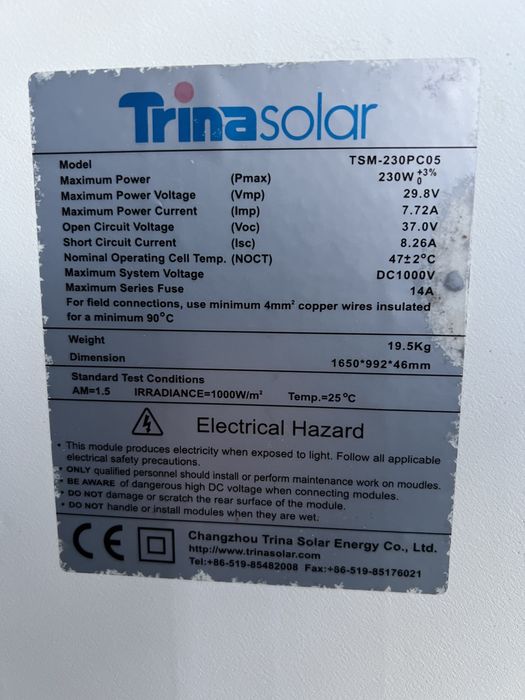 Trinasolar
Model TSM-230PC05
Maximum Power (Pmax) 230W +3% 0
Maximum Power Voltage (Vmp) 29.8V
Maximum Power Current (Imp) 7.72A
Open Circuit Voltage (Voc) 37.0V
Short Circuit Current (Isc) 8.26A
Nominal Operating Cell Temp. (NOCT) 47±2°C
Maximum System Voltage DC1000V
Maximum Series Fuse 14A
For field connections, use minimum 4mm² copper wires insulated
for a minimum 90°C
Weight 19.5Kg
Dimension 1650*992*46mm
Standard Test Conditions
AM=1.5 IRRADIANCE=1000W/m² Temp.=25°C
Electrical Hazard
• This module produces electricity when exposed to light. Follow all applicable
electrical safety precautions.
• ONLY qualified personnel should install or perform maintenance work on moudles.
• BE AWARE of dangerous high DC voltage when connecting modules.
• DO NOT damage or scratch the rear surface of the module.
• DO NOT handle or install modules when they are wet.
CE
Changzhou Trina Solar Energy Co., Ltd.
http://www.trinasolar.com
Tel:+86-519-85482008 Fax:+86-519-85176021